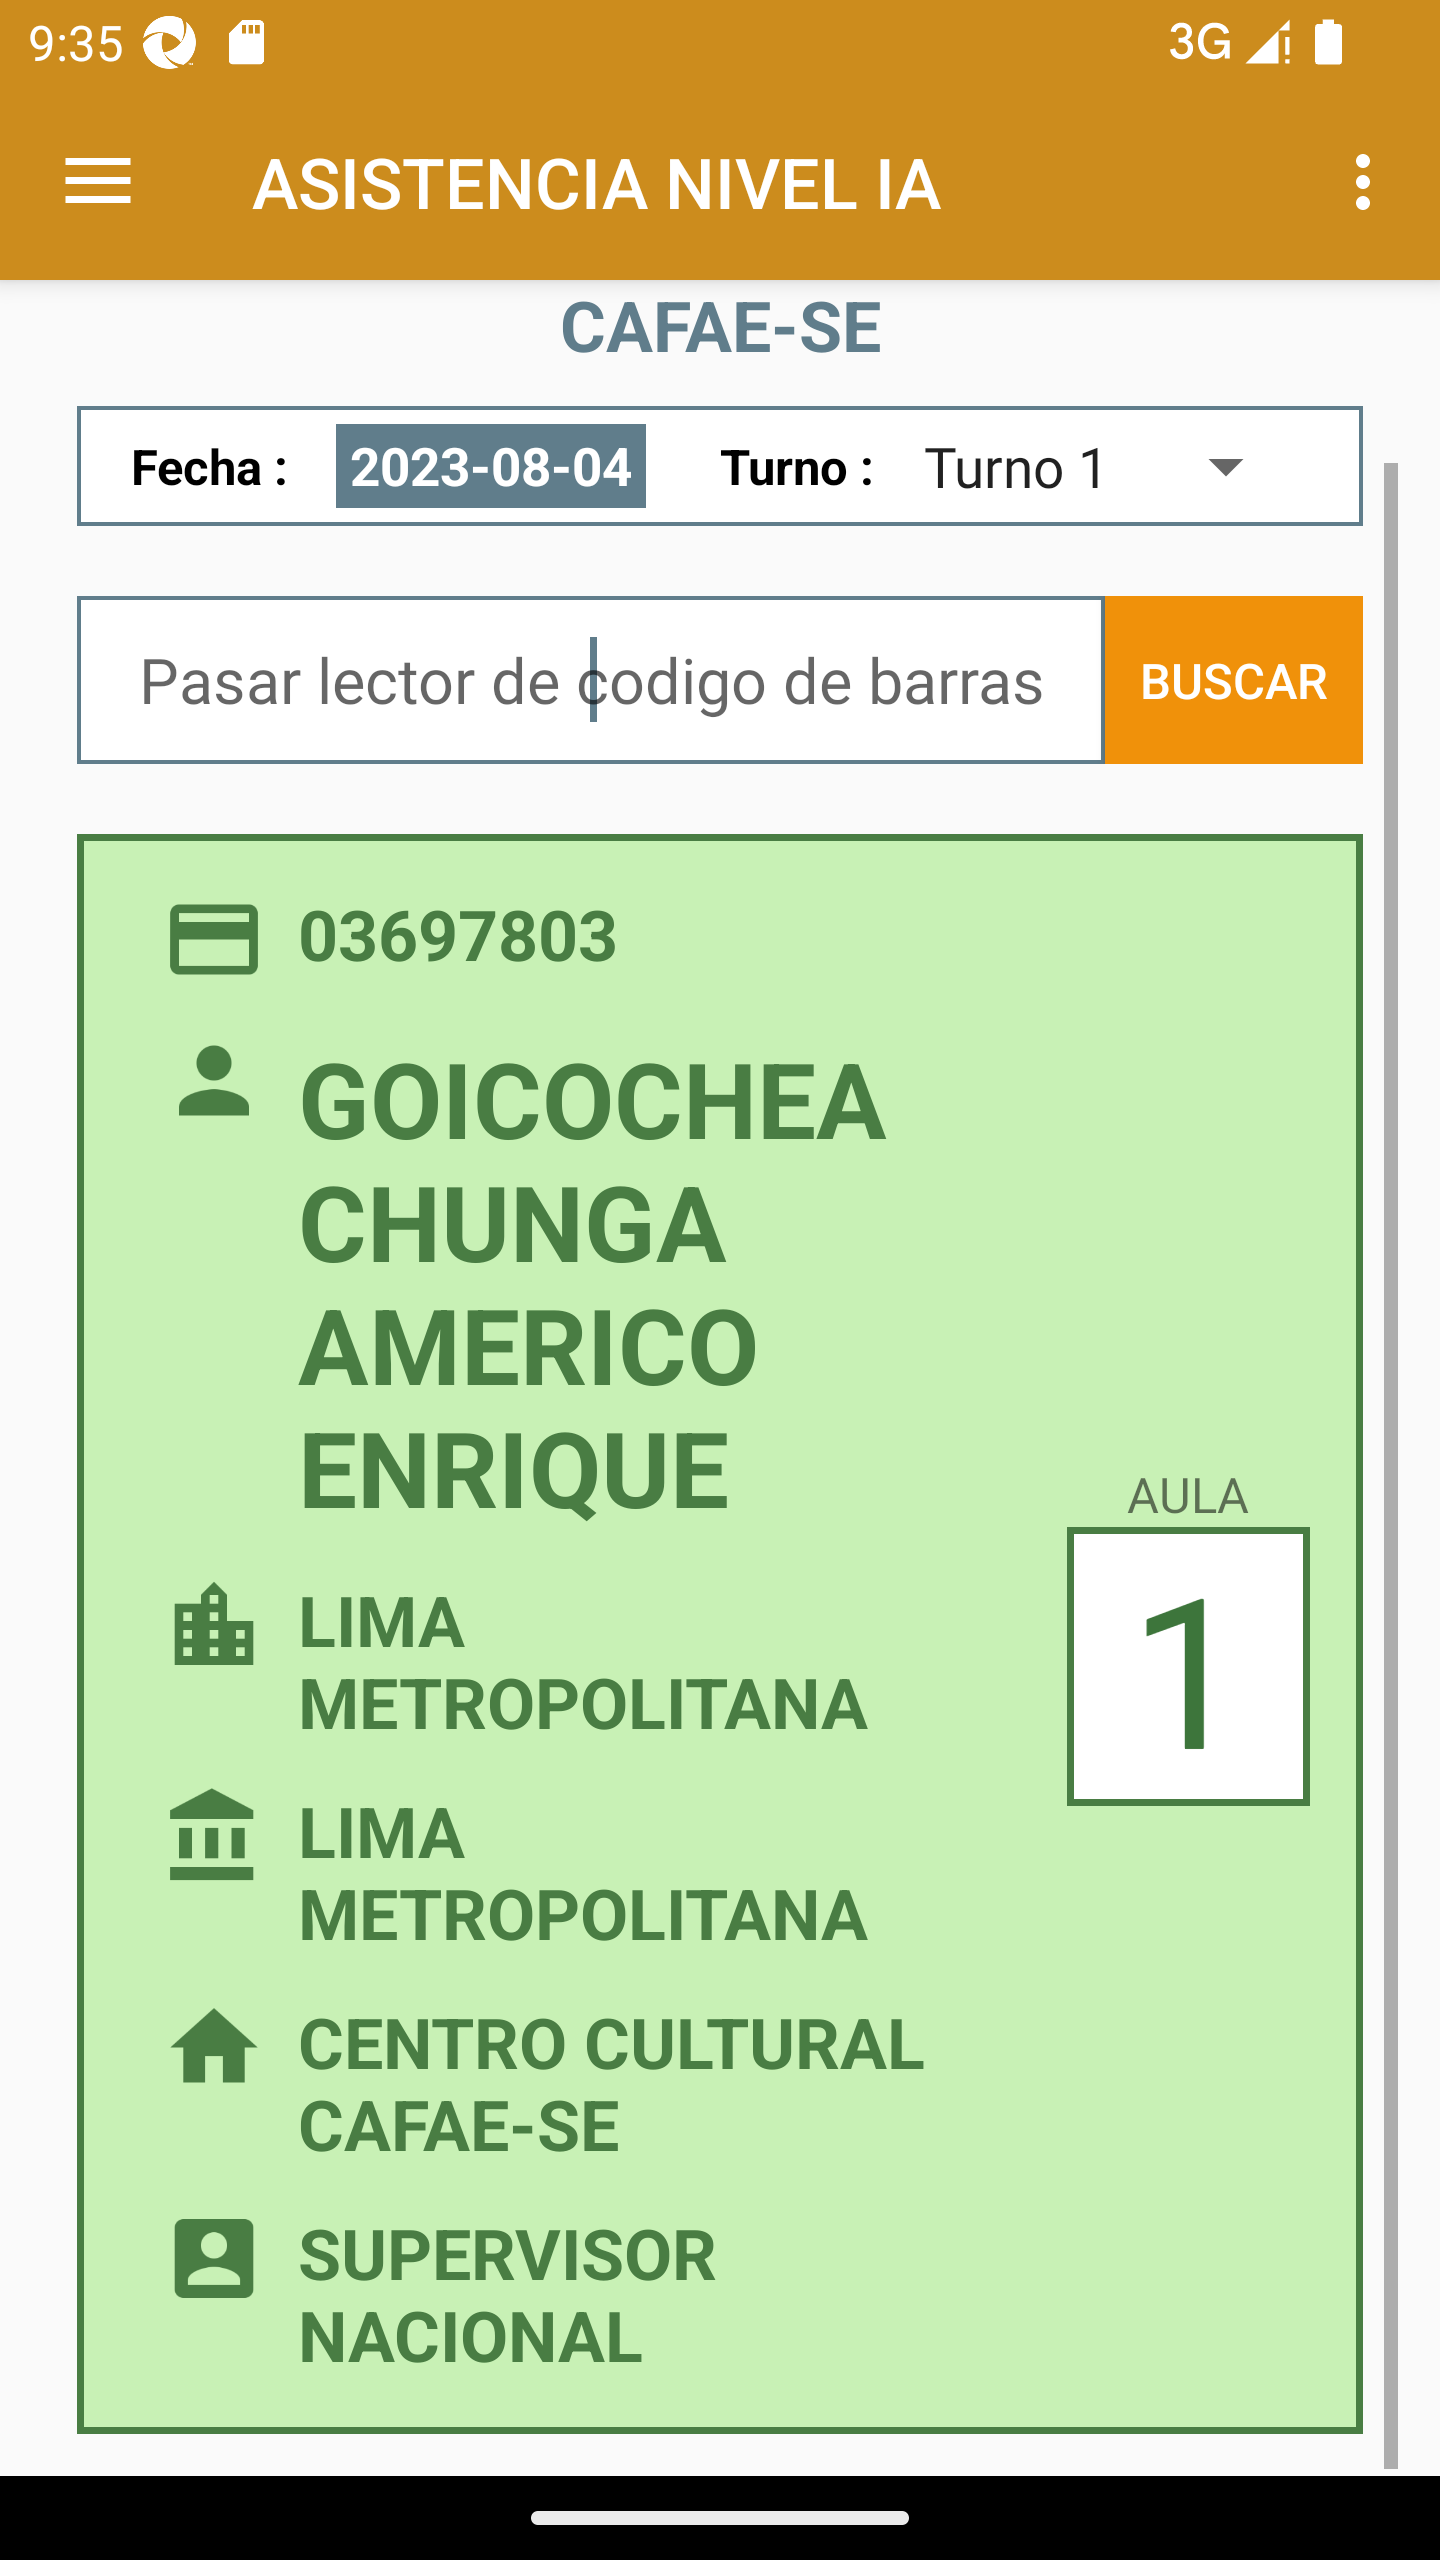 9:35
3G
ASISTENCIA NIVEL IA
CAFAE-SE
Fecha : 2023-08-04 Turno : Turno 1
Pasar lector de codigo de barras BUSCAR
03697803
GOICOCHEA
CHUNGA
AMERICO
ENRIQUE
AULA
1
LIMA
METROPOLITANA
LIMA
METROPOLITANA
CENTRO CULTURAL
CAFAE-SE
SUPERVISOR
NACIONAL